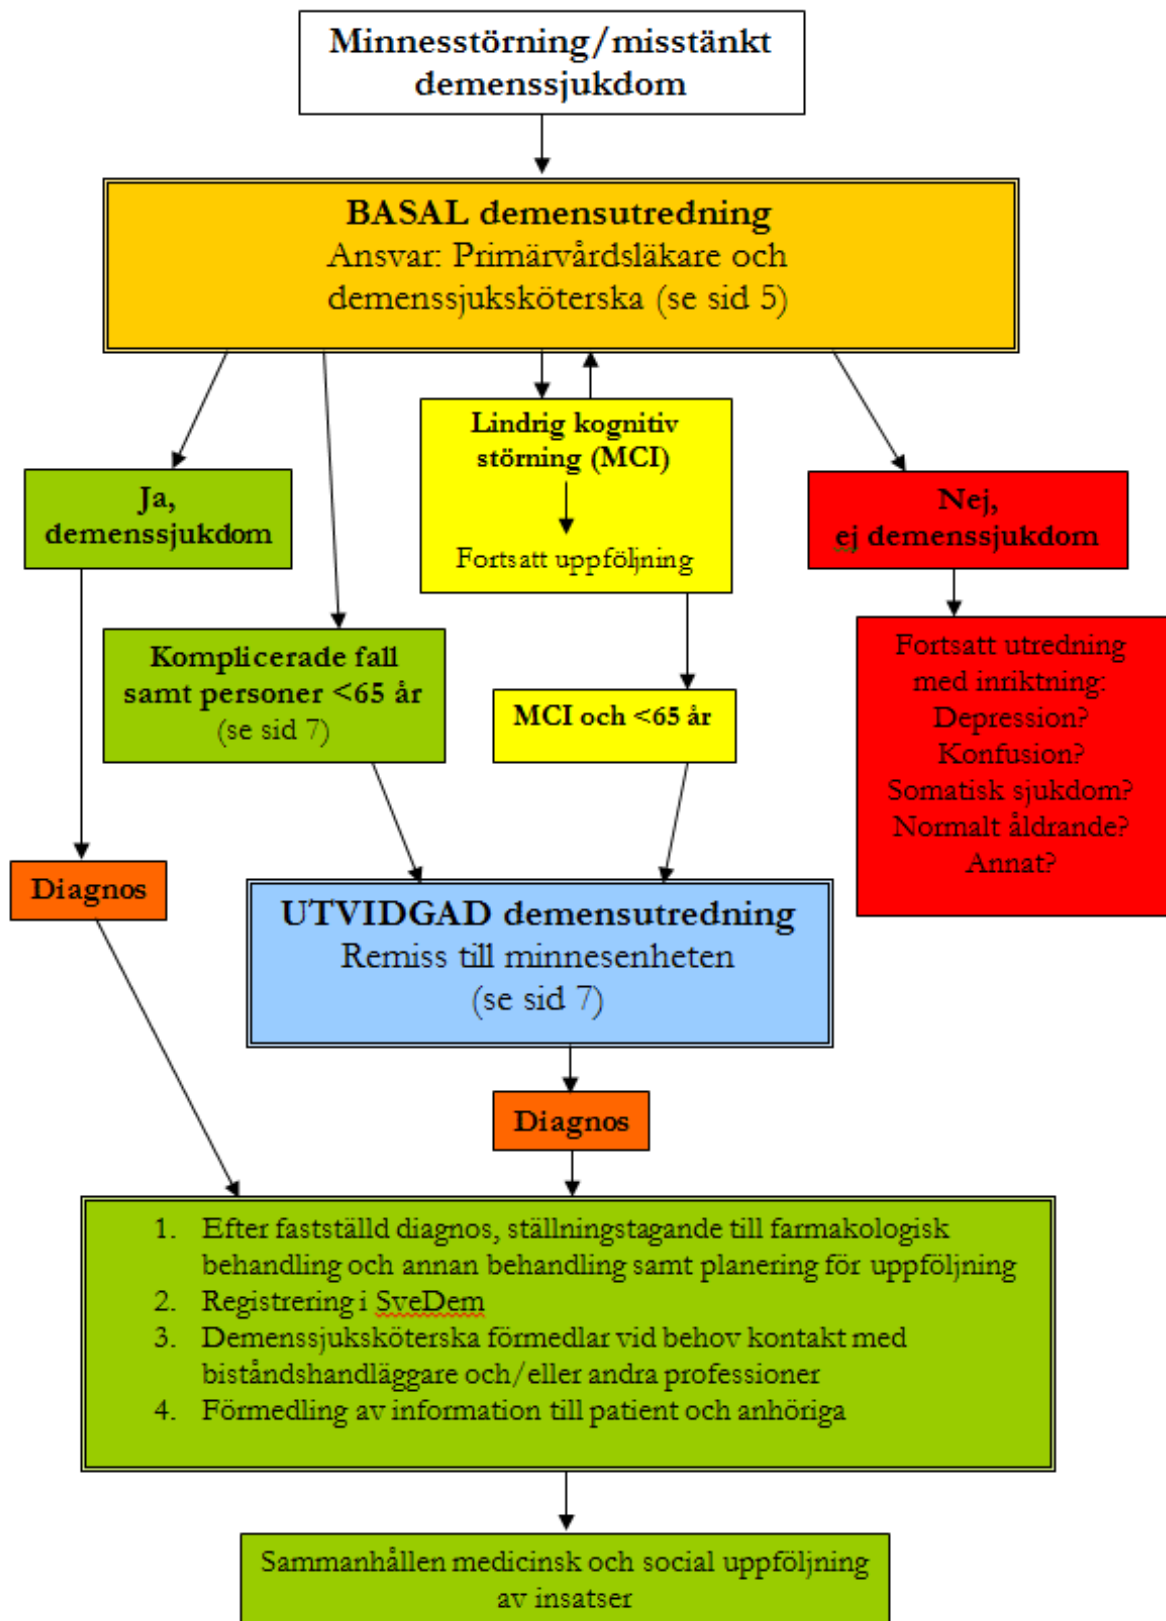 Minnesstörning/misstänkt
demenssjukdom
BASAL demensutredning
Ansvar: Primärvårdsläkare och
demenssjuksköterska (se sid 5)
Lindrig kognitiv
störning (MCI)
Fortsatt uppföljning
Ja,
demenssjukdom
Nej,
ej demenssjukdom
Komplicerade fall
samt personer <65 år
(se sid 7)
MCI och <65 år
Fortsatt utredning
med inriktning:
Depression?
Konfusion?
Somatisk sjukdom?
Normalt åldrande?
Annat?
Diagnos
UTVIDGAD demensutredning
Remiss till minnesenheten
(se sid 7)
Diagnos
1. Efter fastställd diagnos, ställningstagande till farmakologisk
behandling och annan behandling samt planering för uppföljning
2. Registrering i SveDem
3. Demenssjuksköterska förmedlar vid behov kontakt med
biståndshandläggare och/eller andra professioner
4. Förmedling av information till patient och anhöriga
Sammanhållen medicinsk och social uppföljning
av insatser